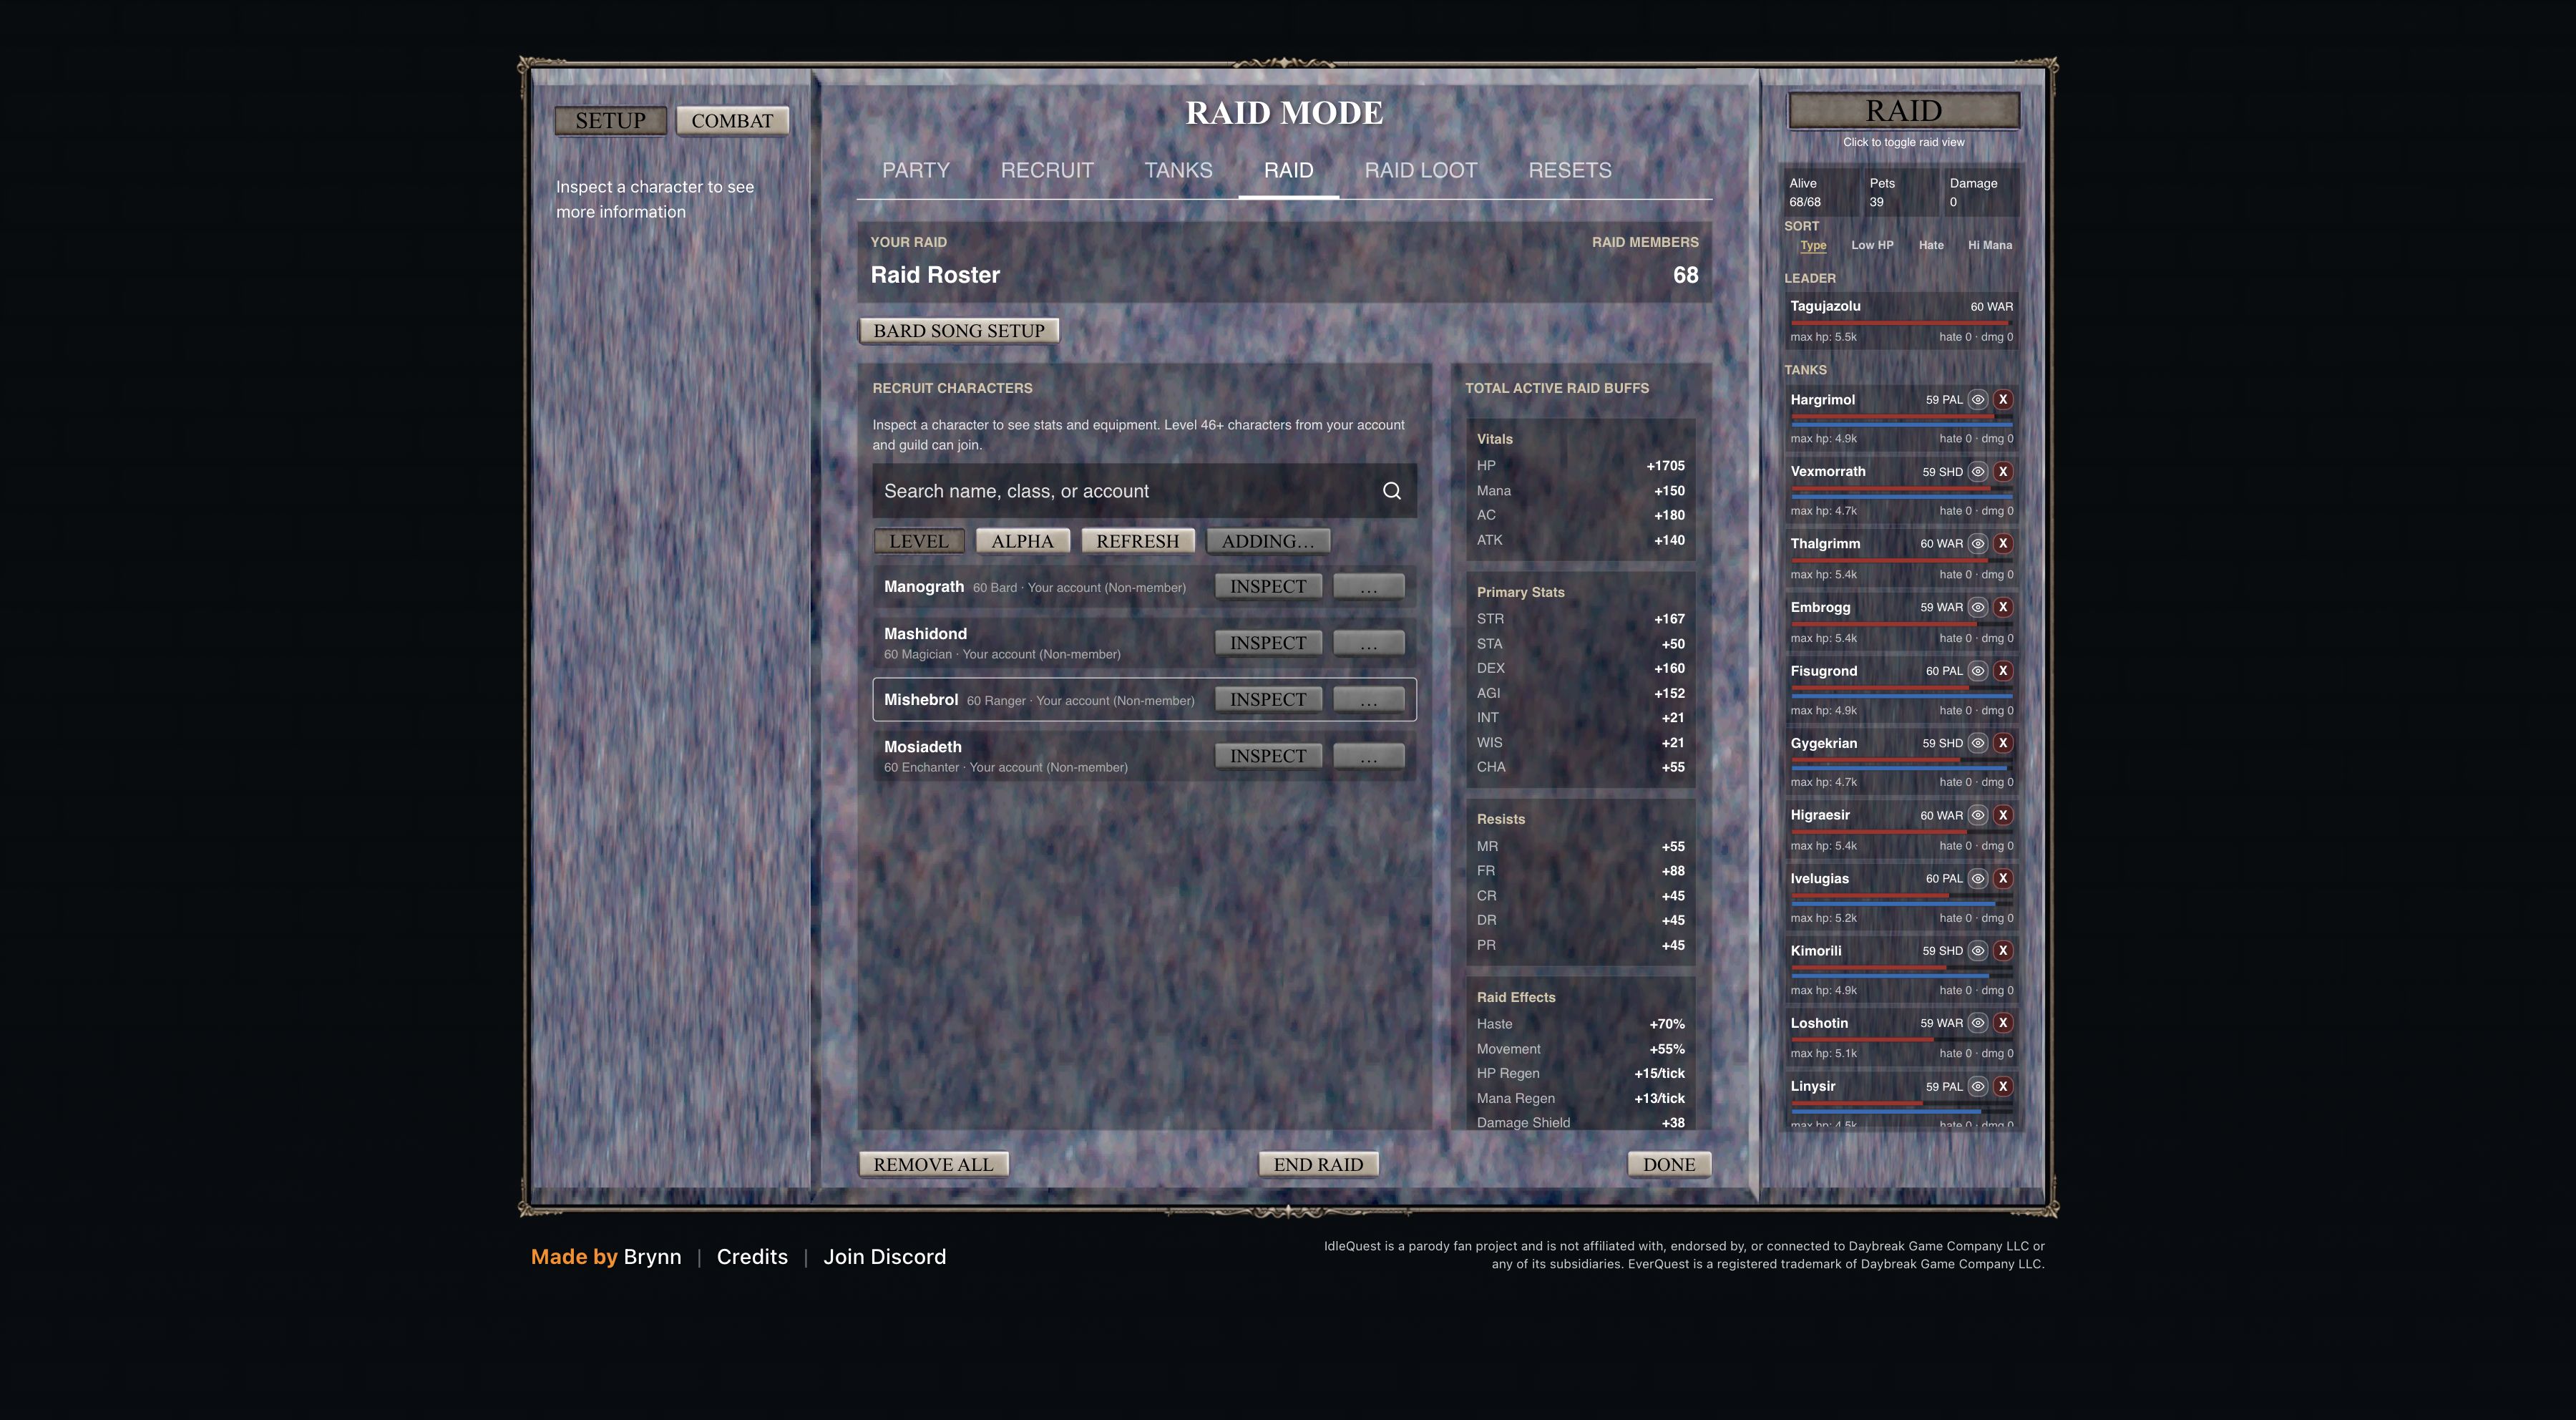 SETUP
COMBAT
Inspect a character to see
more information
RAID MODE
PARTY
RECRUIT
TANKS
RAID
RAID LOOT
RESETS
YOUR RAID
RAID MEMBERS
Raid Roster
68
BARD SONG SETUP
RECRUIT CHARACTERS
Inspect a character to see stats and equipment. Level 46+ characters from your account
and guild can join.
Search name, class, or account
LEVEL
ALPHA
REFRESH
ADDING...
Manograth 60 Bard · Your account (Non-member)
INSPECT
...
Mashidond
60 Magician · Your account (Non-member)
INSPECT
...
Mishebrol 60 Ranger · Your account (Non-member)
INSPECT
...
Mosiadeth
60 Enchanter · Your account (Non-member)
INSPECT
...
TOTAL ACTIVE RAID BUFFS
Vitals
HP +1705
Mana +150
AC +180
ATK +140
Primary Stats
STR +167
STA +50
DEX +160
AGI +152
INT +21
WIS +21
CHA +55
Resists
MR +55
FR +88
CR +45
DR +45
PR +45
Raid Effects
Haste +70%
Movement +55%
HP Regen +15/tick
Mana Regen +13/tick
Damage Shield +38
REMOVE ALL
END RAID
DONE
RAID
Click to toggle raid view
Alive Pets Damage
68/68 39 0
SORT
Type Low HP Hate Hi Mana
LEADER
Tagujazolu 60 WAR
max hp: 5.5k hate 0 · dmg 0
TANKS
Hargrimol 59 PAL X
max hp: 4.9k hate 0 · dmg 0
Vexmorrath 59 SHD X
max hp: 4.7k hate 0 · dmg 0
Thalgrimm 60 WAR X
max hp: 5.4k hate 0 · dmg 0
Embrogg 59 WAR X
max hp: 5.4k hate 0 · dmg 0
Fisugrond 60 PAL X
max hp: 4.9k hate 0 · dmg 0
Gygekrian 59 SHD X
max hp: 4.7k hate 0 · dmg 0
Higraesir 60 WAR X
max hp: 5.4k hate 0 · dmg 0
Ivelugias 60 PAL X
max hp: 5.2k hate 0 · dmg 0
Kimorili 59 SHD X
max hp: 4.9k hate 0 · dmg 0
Loshotin 59 WAR X
max hp: 5.1k hate 0 · dmg 0
Linysir 59 PAL X
max hp: 4.5k hate 0 · dmg 0
Made by Brynn | Credits | Join Discord
IdleQuest is a parody fan project and is not affiliated with, endorsed by, or connected to Daybreak Game Company LLC or
any of its subsidiaries. EverQuest is a registered trademark of Daybreak Game Company LLC.